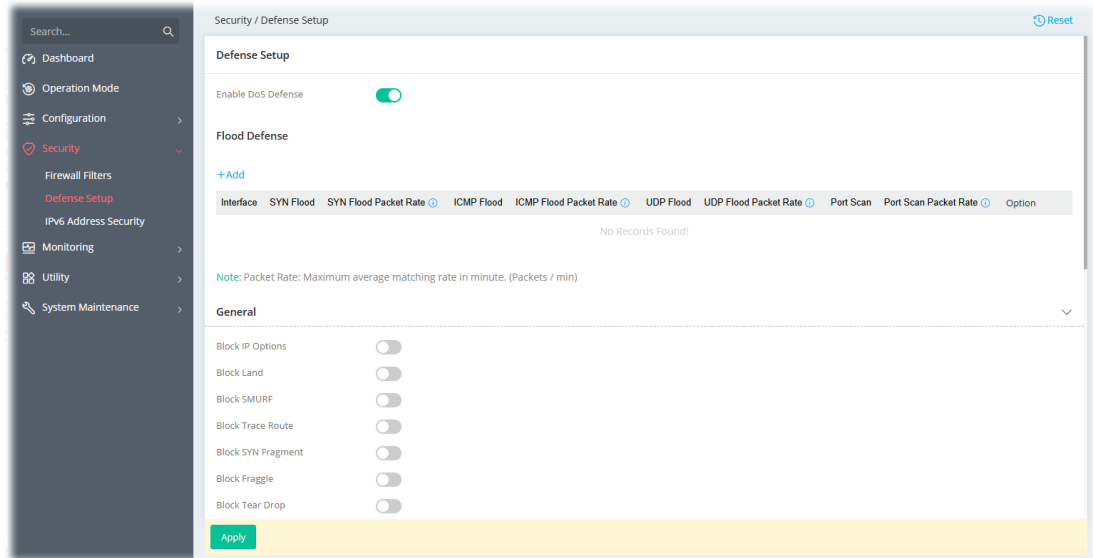 Search...
Dashboard
Operation Mode
Configuration
Security
Firewall Filters
Defense Setup
IPv6 Address Security
Monitoring
Utility
System Maintenance
Security / Defense Setup
Reset
Defense Setup
Enable DoS Defense
Flood Defense
+Add
Interface SYN Flood SYN Flood Packet Rate ICMP Flood ICMP Flood Packet Rate UDP Flood UDP Flood Packet Rate Port Scan Port Scan Packet Rate Option
No Records Found!
Note: Packet Rate: Maximum average matching rate in minute. (Packets / min)
General
Block IP Options
Block Land
Block SMURF
Block Trace Route
Block SYN Fragment
Block Fraggle
Block Tear Drop
Apply